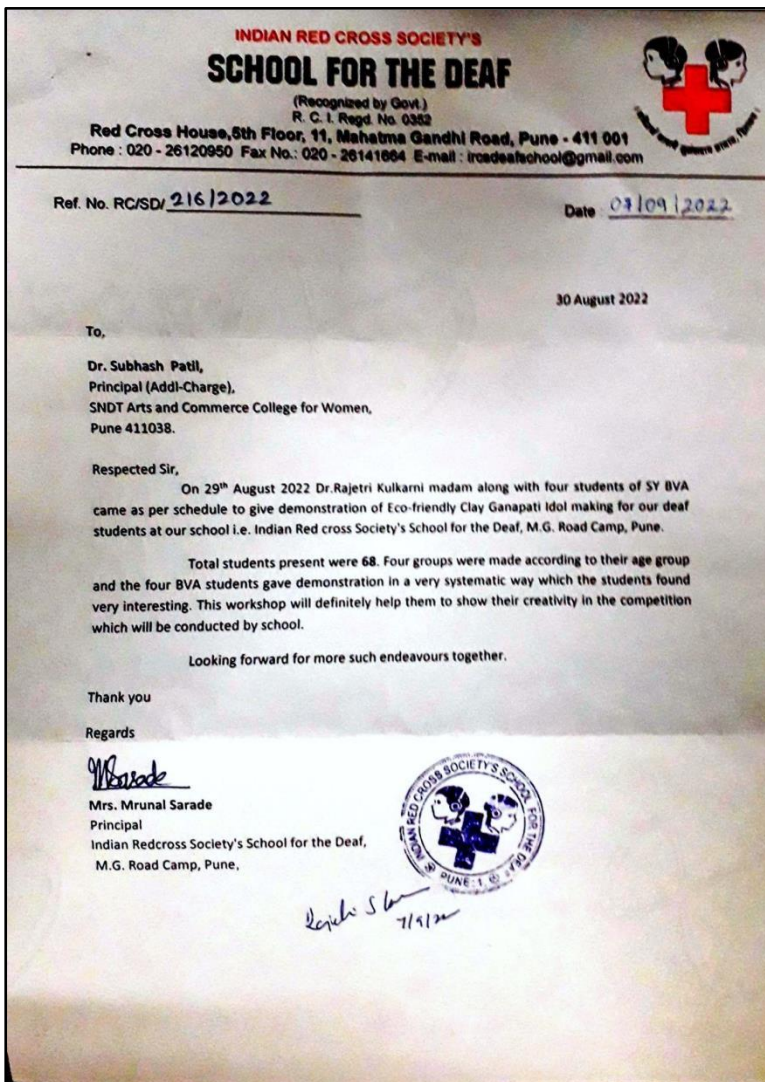 INDIAN RED CROSS SOCIETY'S
SCHOOL FOR THE DEAF
(Recognized by Govt.)
R. C. I. Regd. No. 0352
Red Cross House,5th Floor, 11, Mahatma Gandhi Road, Pune - 411 001
Phone : 020 - 26120950 Fax No.: 020 - 26141664 E-mail : ircsdeafschool@gmail.com
Ref. No. RC/SD/ 216/2022
Date : 07/09/2022
30 August 2022
To,
Dr. Subhash Patil,
Principal (Addl-Charge),
SNDT Arts and Commerce College for Women,
Pune 411038.
Respected Sir,
On 29th August 2022 Dr.Rajetri Kulkarni madam along with four students of SY BVA
came as per schedule to give demonstration of Eco-friendly Clay Ganapati Idol making for our deaf
students at our school i.e. Indian Red cross Society's School for the Deaf, M.G. Road Camp, Pune.
Total students present were 68. Four groups were made according to their age group
and the four BVA students gave demonstration in a very systematic way which the students found
very interesting. This workshop will definitely help them to show their creativity in the competition
which will be conducted by school.
Looking forward for more such endeavours together.
Thank you
Regards
Mrs. Mrunal Sarade
Principal
Indian Redcross Society's School for the Deaf,
M.G. Road Camp, Pune,
INDIAN RED CROSS SOCIETY'S SCHOOL FOR THE DEAF
PUNE-1
7/9/22